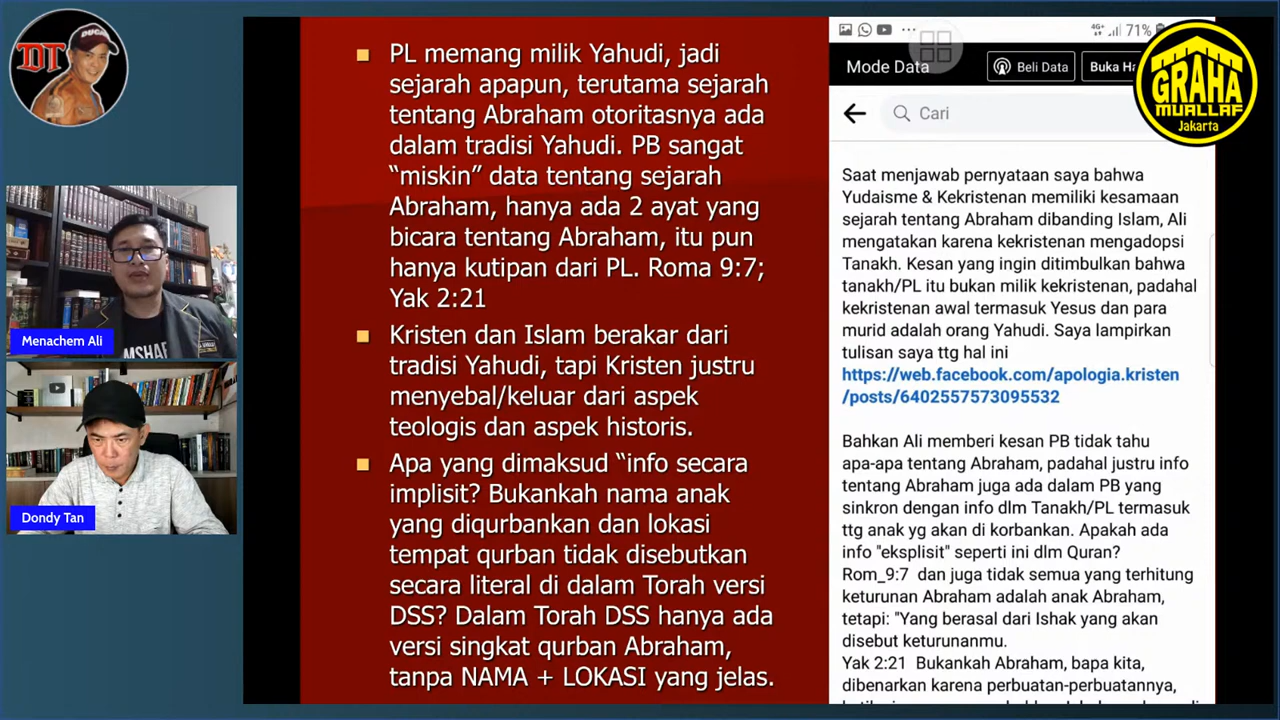 DT
DUCATI
Menachem Ali
Dondy Tan
PL memang milik Yahudi, jadi
sejarah apapun, terutama sejarah
tentang Abraham otoritasnya ada
dalam tradisi Yahudi. PB sangat
“miskin” data tentang sejarah
Abraham, hanya ada 2 ayat yang
bicara tentang Abraham, itu pun
hanya kutipan dari PL. Roma 9:7;
Yak 2:21
Kristen dan Islam berakar dari
tradisi Yahudi, tapi Kristen justru
menyebal/keluar dari aspek
teologis dan aspek historis.
Apa yang dimaksud “info secara
implisit? Bukankah nama anak
yang diqurbankan dan lokasi
tempat qurban tidak disebutkan
secara literal di dalam Torah versi
DSS? Dalam Torah DSS hanya ada
versi singkat qurban Abraham,
tanpa NAMA + LOKASI yang jelas.
4G+ 71%
Mode Data
Beli Data
Buka
GRAHA
MUALLAF
Jakarta
Cari
Saat menjawab pernyataan saya bahwa
Yudaisme & Kekristenan memiliki kesamaan
sejarah tentang Abraham dibanding Islam, Ali
mengatakan karena kekristenan mengadopsi
Tanakh. Kesan yang ingin ditimbulkan bahwa
tanakh/PL itu bukan milik kekristenan, padahal
kekristenan awal termasuk Yesus dan para
murid adalah orang Yahudi. Saya lampirkan
tulisan saya ttg hal ini
https://web.facebook.com/apologia.kristen
/posts/6402557573095532
Bahkan Ali memberi kesan PB tidak tahu
apa-apa tentang Abraham, padahal justru info
tentang Abraham juga ada dalam PB yang
sinkron dengan info dlm Tanakh/PL termasuk
ttg anak yg akan di korbankan. Apakah ada
info "eksplisit" seperti ini dlm Quran?
Rom_9:7 dan juga tidak semua yang terhitung
keturunan Abraham adalah anak Abraham,
tetapi: "Yang berasal dari Ishak yang akan
disebut keturunanmu.
Yak 2:21 Bukankah Abraham, bapa kita,
dibenarkan karena perbuatan-perbuatannya,